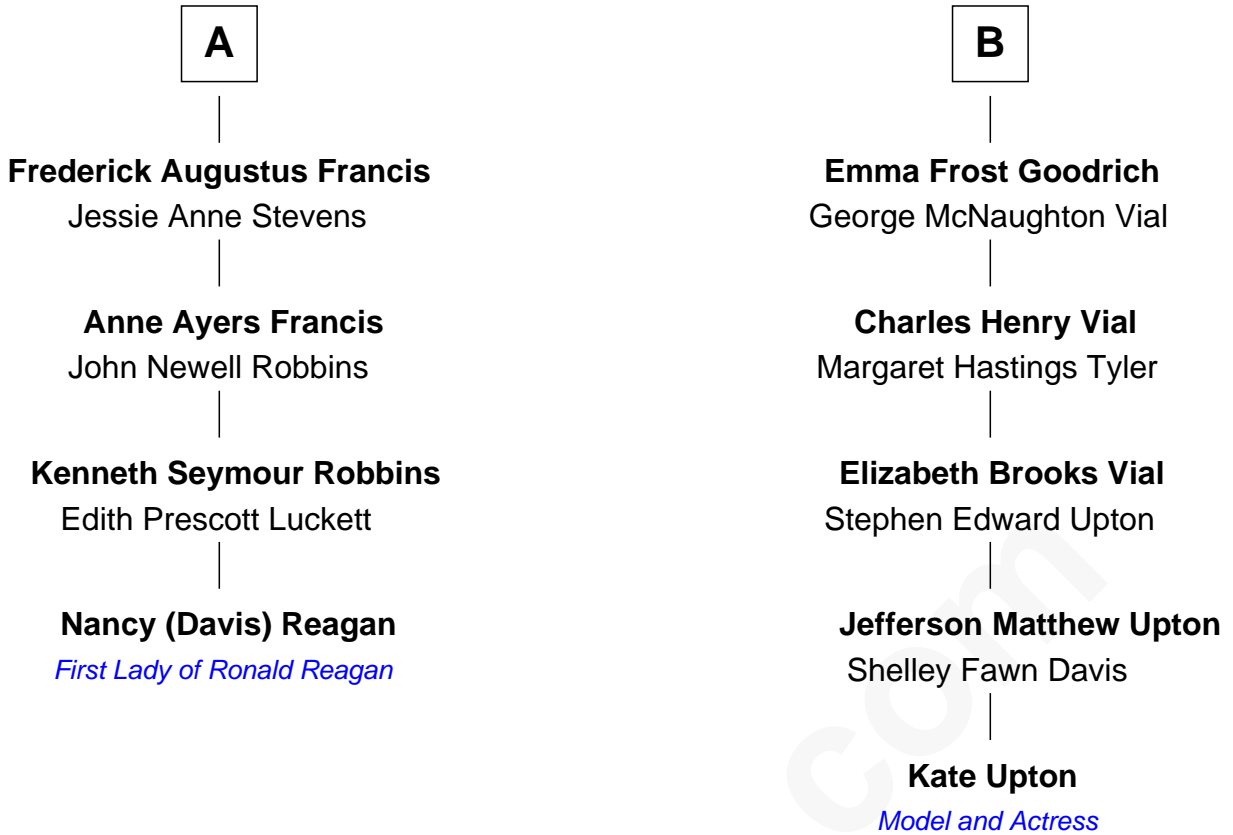 A
Frederick Augustus Francis
Jessie Anne Stevens
Anne Ayers Francis
John Newell Robbins
Kenneth Seymour Robbins
Edith Prescott Luckett
Nancy (Davis) Reagan
First Lady of Ronald Reagan
B
Emma Frost Goodrich
George McNaughton Vial
Charles Henry Vial
Margaret Hastings Tyler
Elizabeth Brooks Vial
Stephen Edward Upton
Jefferson Matthew Upton
Shelley Fawn Davis
Kate Upton
Model and Actress
com